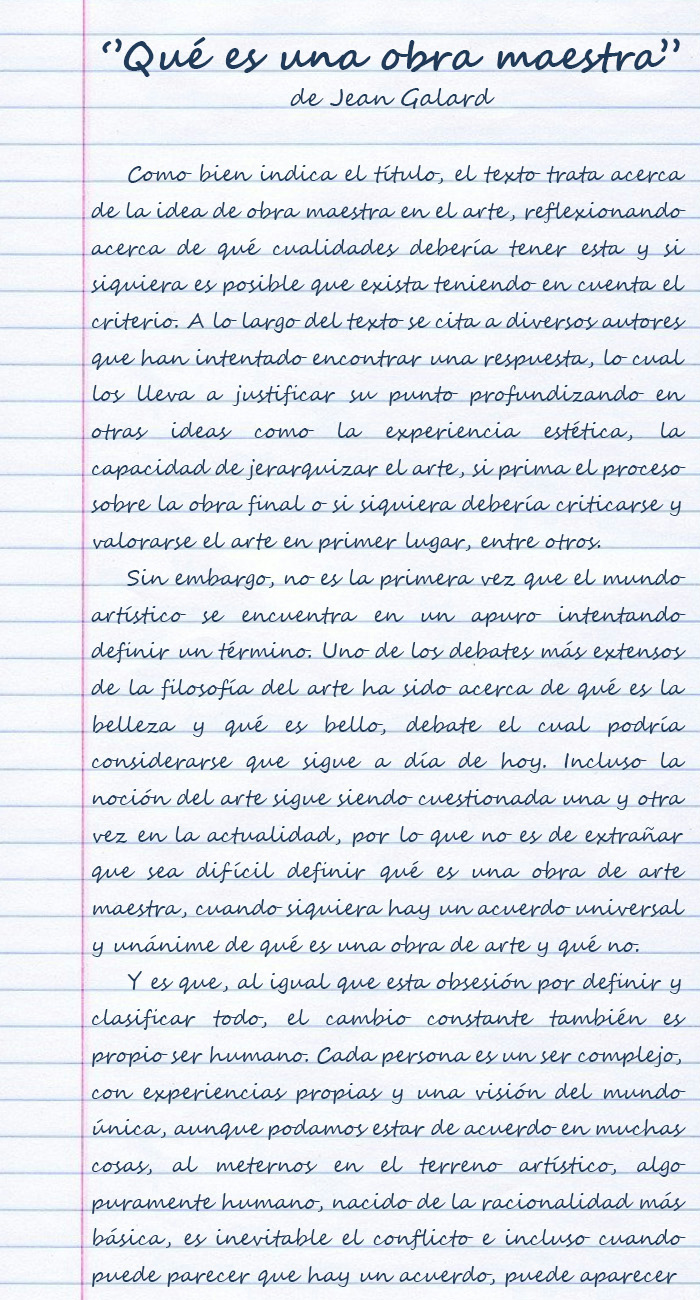 ‘’Qué es una obra maestra’’
de Jean Galard
Como bien indica el título, el texto trata acerca
de la idea de obra maestra en el arte, reflexionando
acerca de qué cualidades debería tener esta y si
siquiera es posible que exista teniendo en cuenta el
criterio. A lo largo del texto se cita a diversos autores
que han intentado encontrar una respuesta, lo cual
los lleva a justificar su punto profundizando en
otras ideas como la experiencia estética, la
capacidad de jerarquizar el arte, si prima el proceso
sobre la obra final o si siquiera debería criticarse y
valorarse el arte en primer lugar, entre otros.
Sin embargo, no es la primera vez que el mundo
artístico se encuentra en un apuro intentando
definir un término. Uno de los debates más extensos
de la filosofía del arte ha sido acerca de qué es la
belleza y qué es bello, debate el cual podría
considerarse que sigue a día de hoy. Incluso la
noción del arte sigue siendo cuestionada una y otra
vez en la actualidad, por lo que no es de extrañar
que sea difícil definir qué es una obra de arte
maestra, cuando siquiera hay un acuerdo universal
y unánime de qué es una obra de arte y qué no.
Y es que, al igual que esta obsesión por definir y
clasificar todo, el cambio constante también es
propio ser humano. Cada persona es un ser complejo,
con experiencias propias y una visión del mundo
única, aunque podamos estar de acuerdo en muchas
cosas, al meternos en el terreno artístico, algo
puramente humano, nacido de la racionalidad más
básica, es inevitable el conflicto e incluso cuando
puede parecer que hay un acuerdo, puede aparecer